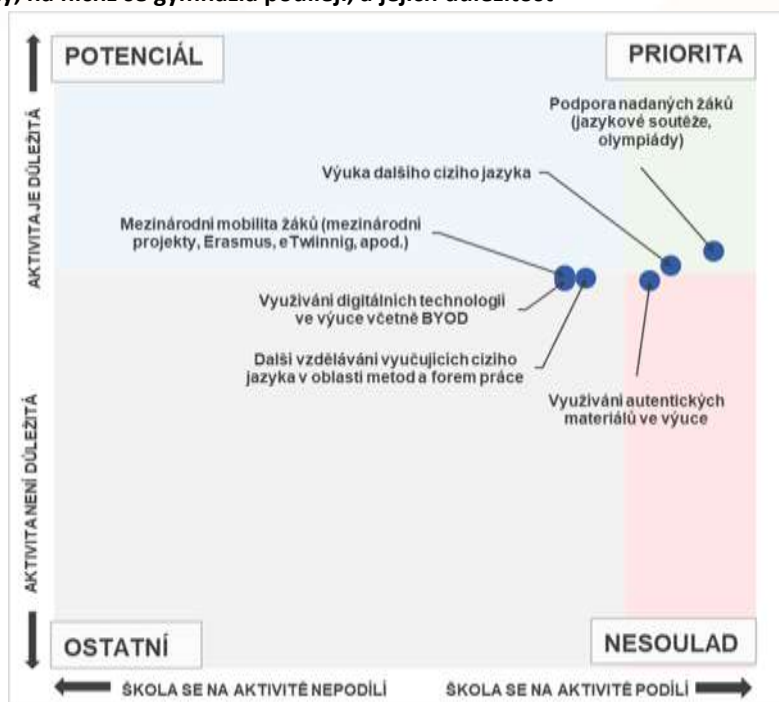 y, na nichž se gymnázia podílejí, a jejich důležitost
POTENCIÁL
PRIORITA
Podpora nadaných žáků
(jazykové soutěže,
olympiády)
Výuka dalšího cizího jazyka
Mezinárodní mobilita žáků (mezinárodní
projekty, Erasmus, eTwiinnig, apod.)
Využívání digitálních technologií
ve výuce včetně BYOD
Další vzdělávání vyučujících cizího
jazyka v oblasti metod a forem práce
Využívání autentických
materiálů ve výuce
AKTIVITA JE DŮLEŽITÁ
AKTIVITA NENÍ DŮLEŽITÁ
OSTATNÍ
NESOULAD
ŠKOLA SE NA AKTIVITĚ NEPODÍLÍ
ŠKOLA SE NA AKTIVITĚ PODÍLÍ